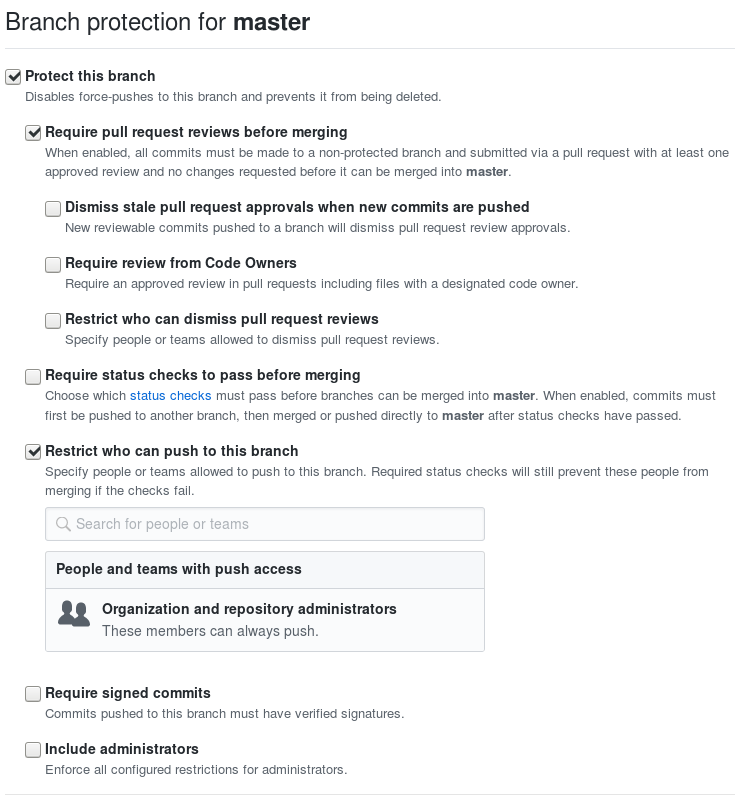 Branch protection for master
Protect this branch
Disables force-pushes to this branch and prevents it from being deleted.
Require pull request reviews before merging
When enabled, all commits must be made to a non-protected branch and submitted via a pull request with at least one
approved review and no changes requested before it can be merged into master.
Dismiss stale pull request approvals when new commits are pushed
New reviewable commits pushed to a branch will dismiss pull request review approvals.
Require review from Code Owners
Require an approved review in pull requests including files with a designated code owner.
Restrict who can dismiss pull request reviews
Specify people or teams allowed to dismiss pull request reviews.
Require status checks to pass before merging
Choose which status checks must pass before branches can be merged into master. When enabled, commits must
first be pushed to another branch, then merged or pushed directly to master after status checks have passed.
Restrict who can push to this branch
Specify people or teams allowed to push to this branch. Required status checks will still prevent these people from
merging if the checks fail.
Search for people or teams
People and teams with push access
Organization and repository administrators
These members can always push.
Require signed commits
Commits pushed to this branch must have verified signatures.
Include administrators
Enforce all configured restrictions for administrators.